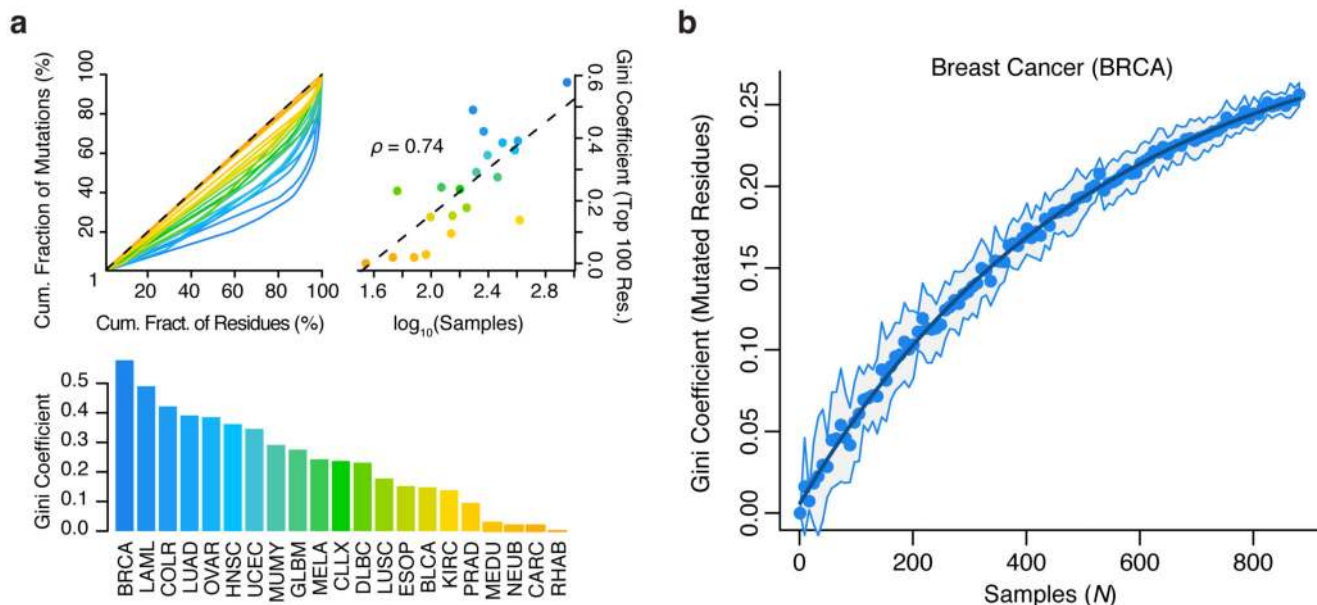 a
Cum. Fraction of Mutations (%)
100
80
60
40
20
1
20 40 60 80 100
Cum. Fract. of Residues (%)
ρ = 0.74
1.6 2.0 2.4 2.8
log10(Samples)
0.6
0.4
0.2
0.0
Gini Coefficient (Top 100 Res.)
Gini Coefficient
0.5
0.4
0.3
0.2
0.1
0.0
BRCA
LAML
COLR
LUAD
OVAR
HNSC
UCEC
MUMY
GLBM
MELA
CLLX
DLBC
LUSC
ESOP
BLCA
KIRC
PRAD
MEDU
NEUB
CARC
RHAB
b
Breast Cancer (BRCA)
Gini Coefficient (Mutated Residues)
0.25
0.20
0.15
0.10
0.05
0.00
0 200 400 600 800
Samples (N)